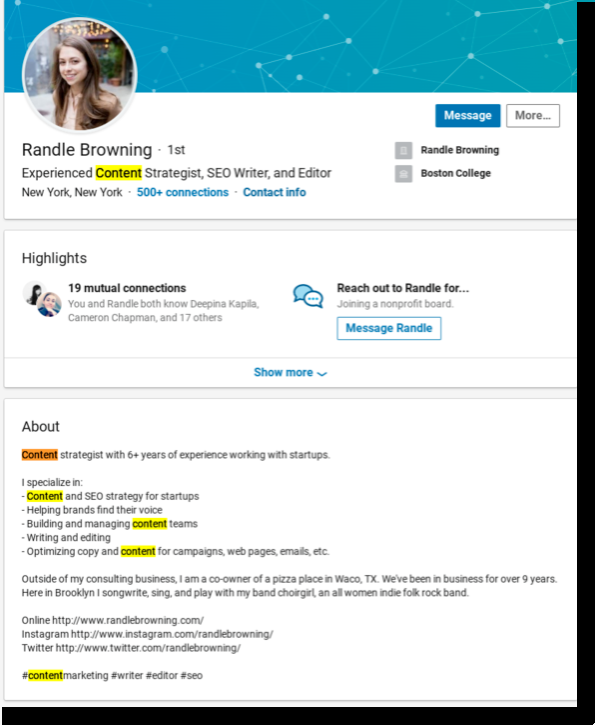 Message
More...
Randle Browning · 1st
Experienced Content Strategist, SEO Writer, and Editor
New York, New York · 500+ connections · Contact info
Randle Browning
Boston College
Highlights
19 mutual connections
You and Randle both know Deepina Kapila,
Cameron Chapman, and 17 others
Reach out to Randle for...
Joining a nonprofit board.
Message Randle
Show more
About
Content strategist with 6+ years of experience working with startups.
I specialize in:
- Content and SEO strategy for startups
- Helping brands find their voice
- Building and managing content teams
- Writing and editing
- Optimizing copy and content for campaigns, web pages, emails, etc.
Outside of my consulting business, I am a co-owner of a pizza place in Waco, TX. We've been in business for over 9 years.
Here in Brooklyn I songwrite, sing, and play with my band choirgirl, an all women indie folk rock band.
Online http://www.randlebrowning.com/
Instagram http://www.instagram.com/randlebrowning/
Twitter http://www.twitter.com/randlebrowning/
#contentmarketing #writer #editor #seo